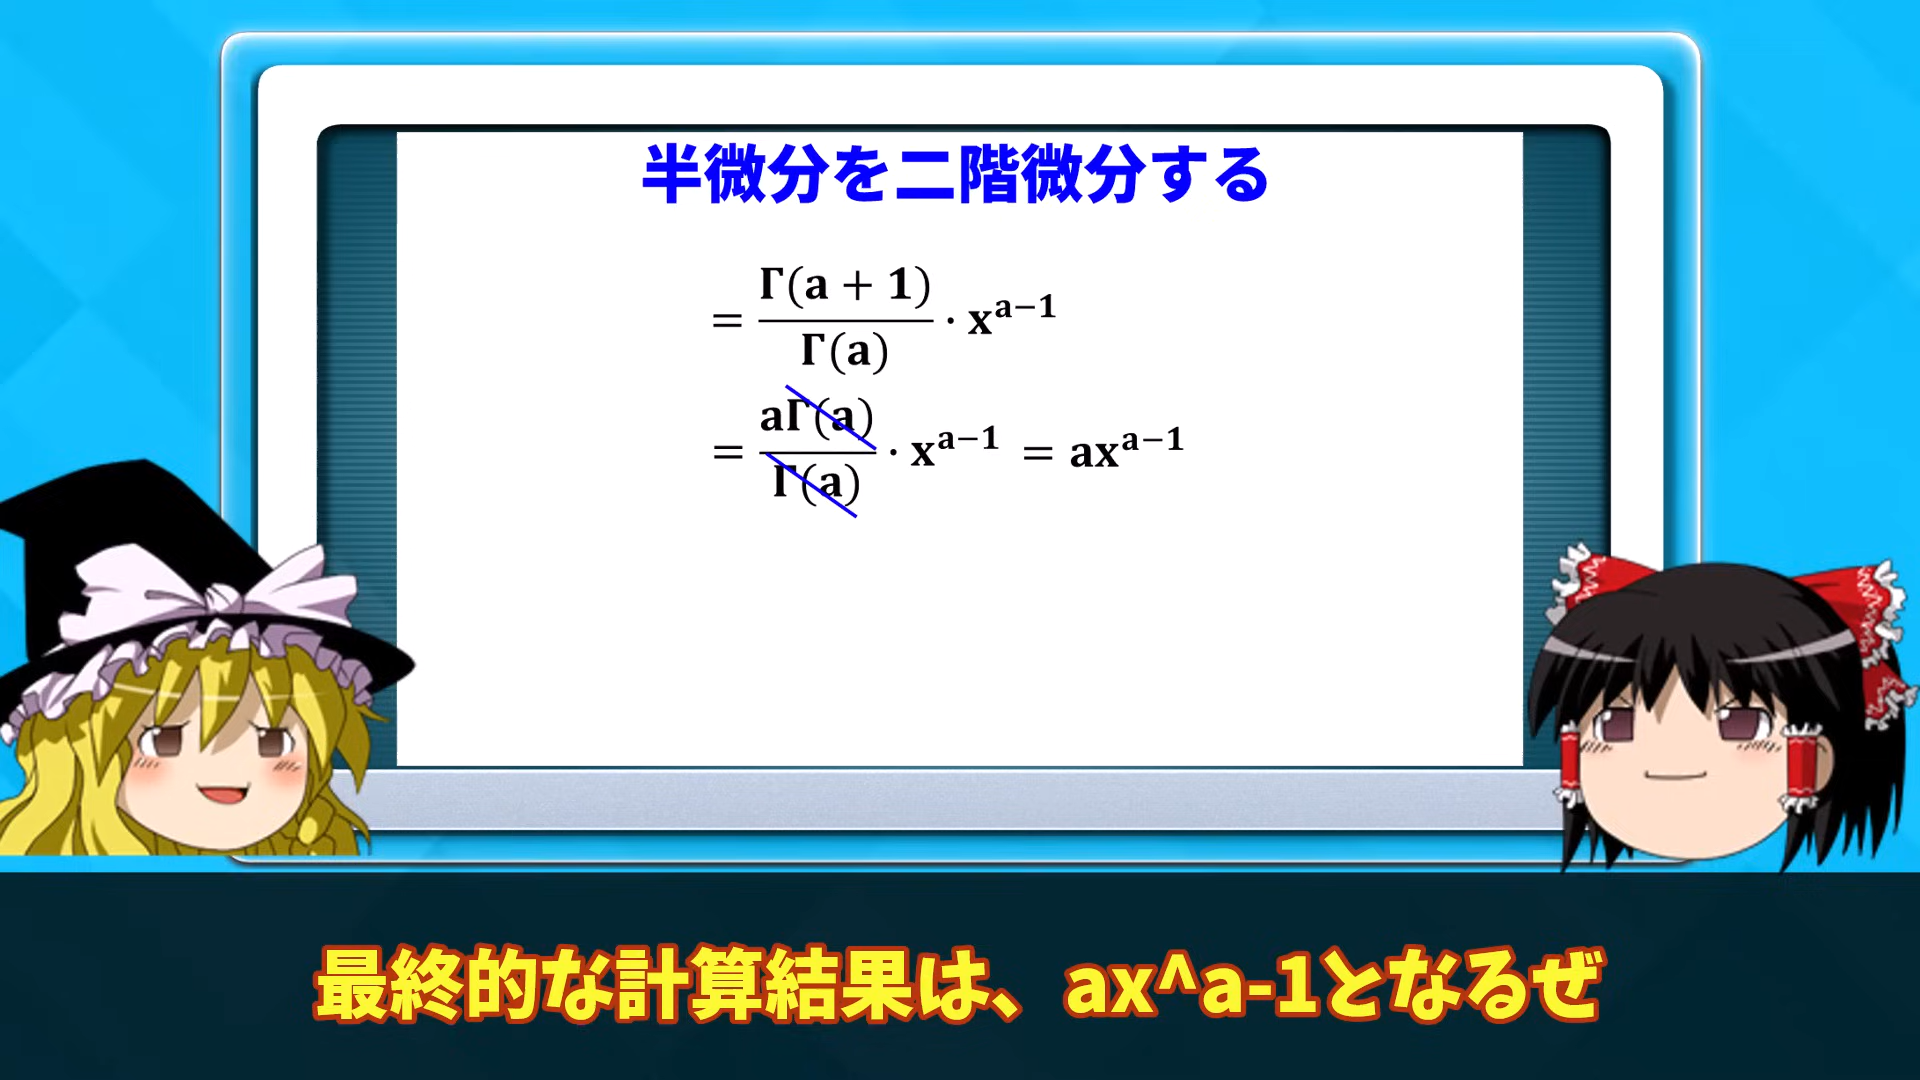 半微分を二階微分する
= Γ(a + 1) / Γ(a) · x^{a−1}
= aΓ(a) / Γ(a) · x^{a−1} = ax^{a−1}
最終的な計算結果は、ax^a-1となるぜ